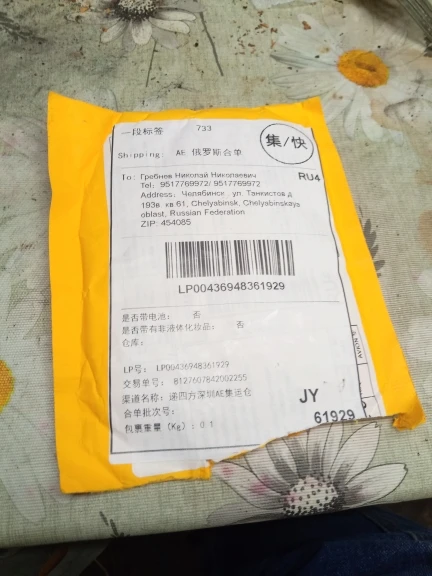 一段标签 733
集/快
Shipping: AE 俄罗斯合单
To: Гребнев Николай Николаевич
RU4
Tel: 9517769972/ 9517769972
Address: Челябинск , ул. Танкистов д
193в. кв 61, Chelyabinsk, Chelyabinskaya
oblast, Russian Federation
ZIP: 454085
LP00436948361929
是否带电池: 否
是否带有非液体化妆品: 否
仓库:
LP号: LP00436948361929
交易单号: 8127607842002255
渠道名称: 递四方深圳AE集运仓
JY
合单批次号:
61929
包裹重量 (Kg) : 0.1